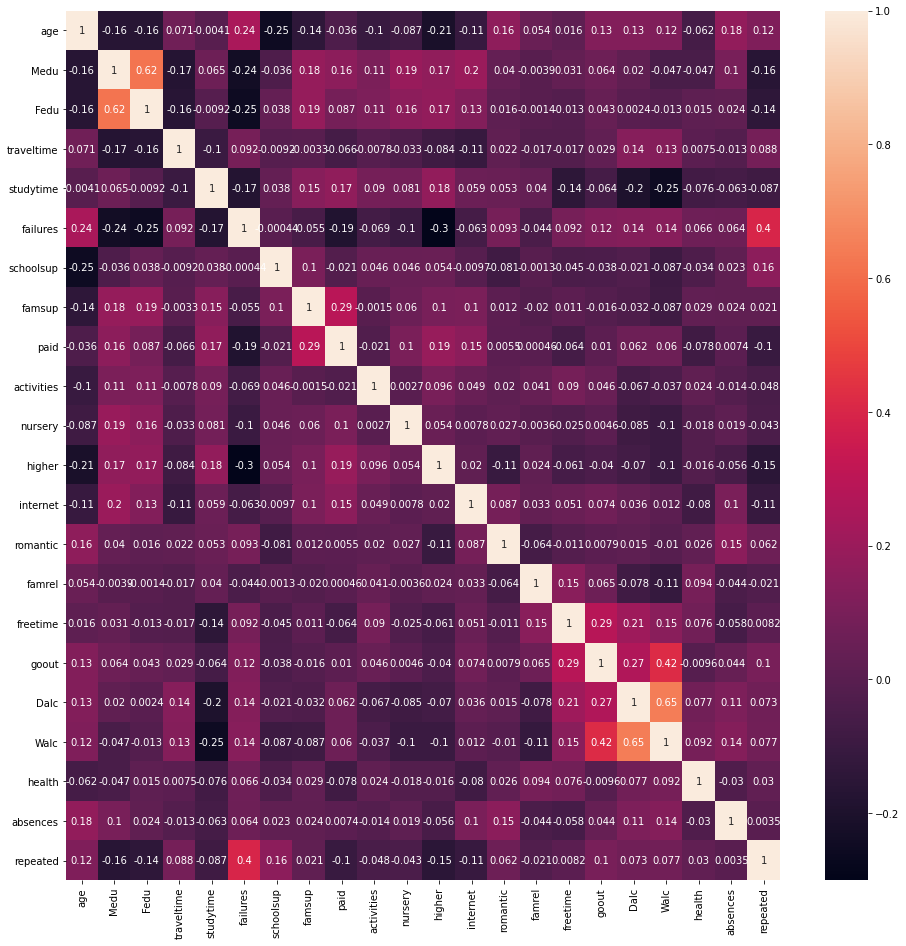 age 1 -0.16 -0.16 0.071 -0.0041 0.24 -0.25 -0.14 -0.036 -0.1 -0.087 -0.21 -0.11 0.16 0.054 0.016 0.13 0.13 0.12 -0.062 0.18 0.12
Medu -0.16 1 0.62 -0.17 0.065 -0.24 -0.036 0.18 0.16 0.11 0.19 0.17 0.2 0.04 -0.0039 0.031 0.064 0.02 -0.047 -0.047 0.1 -0.16
Fedu -0.16 0.62 1 -0.16 -0.0092 -0.25 0.038 0.19 0.087 0.11 0.16 0.17 0.13 0.016 -0.0014 -0.013 0.043 0.0024 -0.013 0.015 0.024 -0.14
traveltime 0.071 -0.17 -0.16 1 -0.1 0.092 -0.0092 -0.0033 -0.066 -0.0078 -0.033 -0.084 -0.11 0.022 -0.017 -0.017 0.029 0.14 0.13 0.0075 -0.013 0.088
studytime -0.0041 0.065 -0.0092 -0.1 1 -0.17 0.038 0.15 0.17 0.09 0.081 0.18 0.059 0.053 0.04 -0.14 -0.064 -0.2 -0.25 -0.076 -0.063 -0.087
failures 0.24 -0.24 -0.25 0.092 -0.17 1 -0.00044 -0.055 -0.19 -0.069 -0.1 -0.3 -0.063 0.093 -0.044 0.092 0.12 0.14 0.14 0.066 0.064 0.4
schoolsup -0.25 -0.036 0.038 -0.0092 0.038 -0.0004 1 0.1 -0.021 0.046 0.046 0.054 -0.0097 -0.081 -0.0013 -0.045 -0.038 -0.021 -0.087 -0.034 0.023 0.16
famsup -0.14 0.18 0.19 -0.0033 0.15 -0.055 0.1 1 0.29 -0.0015 0.06 0.1 0.1 0.012 -0.02 0.011 -0.016 -0.032 -0.087 0.029 0.024 0.021
paid -0.036 0.16 0.087 -0.066 0.17 -0.19 -0.021 0.29 1 -0.021 0.1 0.19 0.15 0.0055 0.00046 -0.064 0.01 0.062 0.06 -0.078 0.0074 -0.1
activities -0.1 0.11 0.11 -0.0078 0.09 -0.069 0.046 -0.0015 -0.021 1 0.0027 0.096 0.049 0.02 0.041 0.09 0.046 -0.067 -0.037 0.024 -0.014 -0.048
nursery -0.087 0.19 0.16 -0.033 0.081 -0.1 0.046 0.06 0.1 0.0027 1 0.054 0.0078 0.027 -0.0036 -0.025 0.0046 -0.085 -0.1 -0.018 0.019 -0.043
higher -0.21 0.17 0.17 -0.084 0.18 -0.3 0.054 0.1 0.19 0.096 0.054 1 0.02 -0.11 0.024 -0.061 -0.04 -0.07 -0.1 -0.016 -0.056 -0.15
internet -0.11 0.2 0.13 -0.11 0.059 -0.063 -0.0097 0.1 0.15 0.049 0.0078 0.02 1 0.087 0.033 0.051 0.074 0.036 0.012 -0.08 0.1 -0.11
romantic 0.16 0.04 0.016 0.022 0.053 0.093 -0.081 0.012 0.0055 0.02 0.027 -0.11 0.087 1 -0.064 -0.011 0.0079 0.015 -0.01 0.026 0.15 0.062
famrel 0.054 -0.0039 -0.0014 -0.017 0.04 -0.044 -0.0013 -0.02 0.00046 0.041 -0.0036 0.024 0.033 -0.064 1 0.15 0.065 -0.078 -0.11 0.094 -0.044 -0.021
freetime 0.016 0.031 -0.013 -0.017 -0.14 0.092 -0.045 0.011 -0.064 0.09 -0.025 -0.061 0.051 -0.011 0.15 1 0.29 0.21 0.15 0.076 -0.058 0.0082
goout 0.13 0.064 0.043 0.029 -0.064 0.12 -0.038 -0.016 0.01 0.046 0.0046 -0.04 0.074 0.0079 0.065 0.29 1 0.27 0.42 -0.0096 0.044 0.1
Dalc 0.13 0.02 0.0024 0.14 -0.2 0.14 -0.021 -0.032 0.062 -0.067 -0.085 -0.07 0.036 0.015 -0.078 0.21 0.27 1 0.65 0.077 0.11 0.073
Walc 0.12 -0.047 -0.013 0.13 -0.25 0.14 -0.087 -0.087 0.06 -0.037 -0.1 -0.1 0.012 -0.01 -0.11 0.15 0.42 0.65 1 0.092 0.14 0.077
health -0.062 -0.047 0.015 0.0075 -0.076 0.066 -0.034 0.029 -0.078 0.024 -0.018 -0.016 -0.08 0.026 0.094 0.076 -0.0096 0.077 0.092 1 -0.03 0.03
absences 0.18 0.1 0.024 -0.013 -0.063 0.064 0.023 0.024 0.0074 -0.014 0.019 -0.056 0.1 0.15 -0.044 -0.058 0.044 0.11 0.14 -0.03 1 0.0035
repeated 0.12 -0.16 -0.14 0.088 -0.087 0.4 0.16 0.021 -0.1 -0.048 -0.043 -0.15 -0.11 0.062 -0.021 0.0082 0.1 0.073 0.077 0.03 0.0035 1
age Medu Fedu traveltime studytime failures schoolsup famsup paid activities nursery higher internet romantic famrel freetime goout Dalc Walc health absences repeated
1.0
0.8
0.6
0.4
0.2
0.0
−0.2